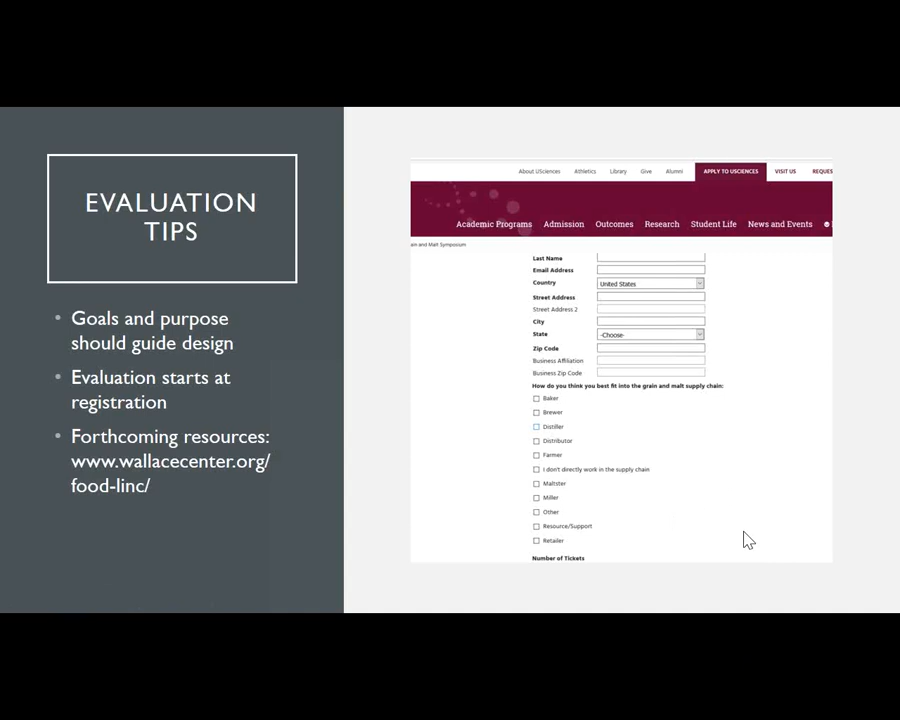 EVALUATION
TIPS
• Goals and purpose
should guide design
• Evaluation starts at
registration
• Forthcoming resources:
www.wallacecenter.org/
food-linc/
About USciences Athletics Library Give Alumni APPLY TO USCIENCES VISIT US REQUES
Academic Programs Admission Outcomes Research Student Life News and Events
ain and Malt Symposium
Last Name
Email Address
Country United States
Street Address
Street Address 2
City
State -Choose-
Zip Code
Business Affiliation
Business Zip Code
How do you think you best fit into the grain and malt supply chain:
Baker
Brewer
Distiller
Distributor
Farmer
I don't directly work in the supply chain
Maltster
Miller
Other
Resource/Support
Retailer
Number of Tickets